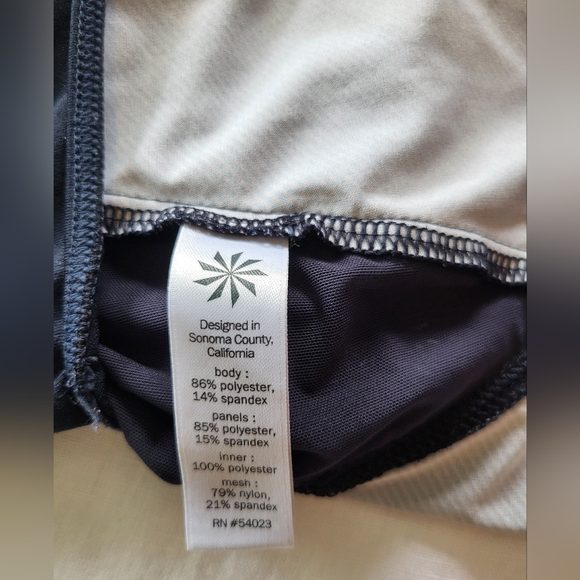 Designed in
Sonoma County,
California
body :
86% polyester,
14% spandex
panels :
85% polyester,
15% spandex
inner :
100% polyester
mesh :
79% nylon,
21% spandex
RN #54023